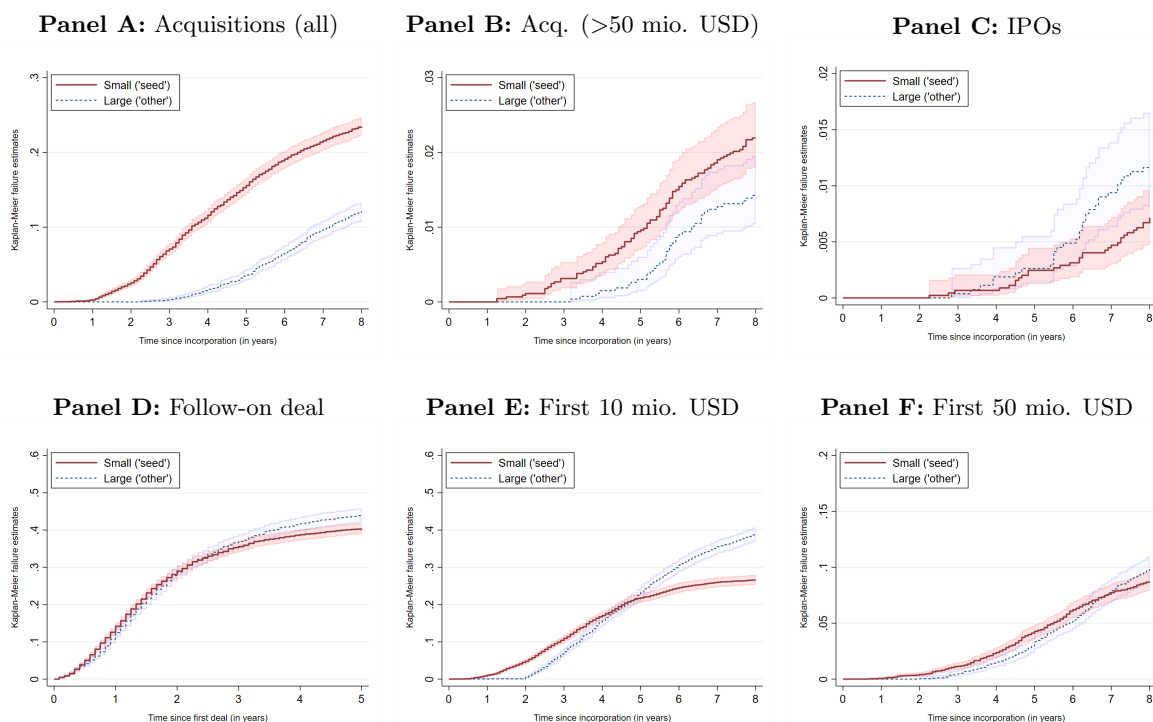 Panel A: Acquisitions (all)
Kaplan-Meier failure estimates
Small ('seed')
Large ('other')
.3
.2
.1
0
0 1 2 3 4 5 6 7 8
Time since incorporation (in years)
Panel B: Acq. (>50 mio. USD)
Kaplan-Meier failure estimates
Small ('seed')
Large ('other')
.03
.02
.01
0
0 1 2 3 4 5 6 7 8
Time since incorporation (in years)
Panel C: IPOs
Kaplan-Meier failure estimates
Small ('seed')
Large ('other')
.02
.015
.01
.005
0
0 1 2 3 4 5 6 7 8
Time since incorporation (in years)
Panel D: Follow-on deal
Kaplan-Meier failure estimates
Small ('seed')
Large ('other')
.6
.5
.4
.3
.2
.1
0
0 1 2 3 4 5
Time since first deal (in years)
Panel E: First 10 mio. USD
Kaplan-Meier failure estimates
Small ('seed')
Large ('other')
.6
.5
.4
.3
.2
.1
0
0 1 2 3 4 5 6 7 8
Time since incorporation (in years)
Panel F: First 50 mio. USD
Kaplan-Meier failure estimates
Small ('seed')
Large ('other')
.2
.15
.1
.05
0
0 1 2 3 4 5 6 7 8
Time since incorporation (in years)